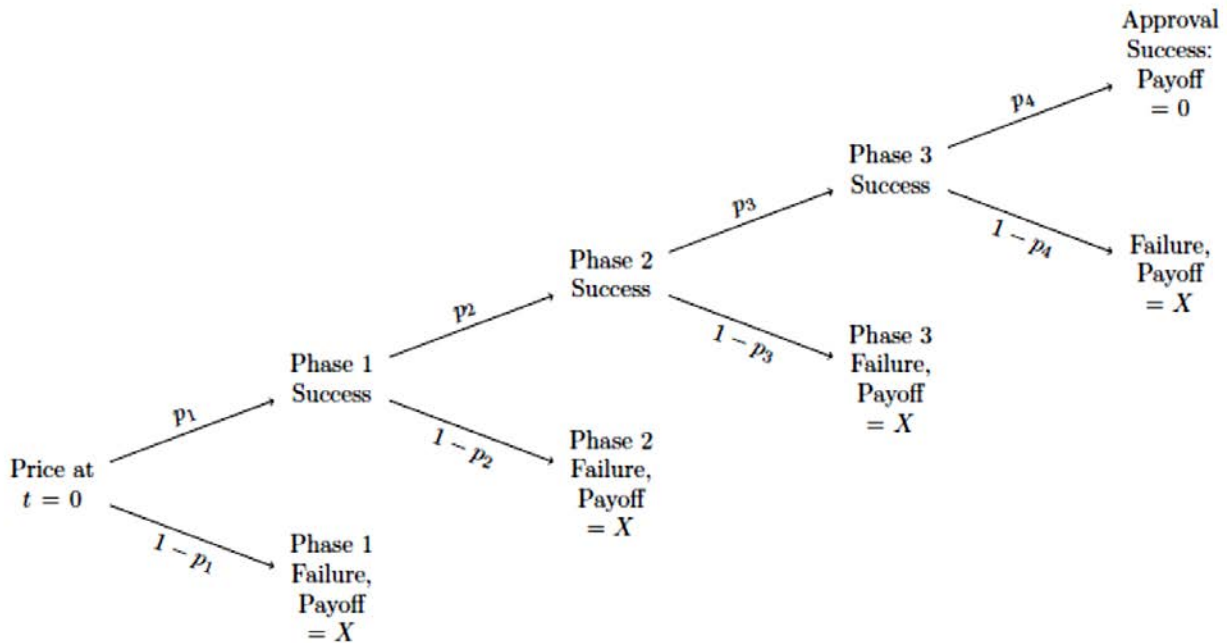 Price at
t = 0
p1
1 − p1
Phase 1
Success
Phase 1
Failure,
Payoff
= X
p2
1 − p2
Phase 2
Success
Phase 2
Failure,
Payoff
= X
p3
1 − p3
Phase 3
Success
Phase 3
Failure,
Payoff
= X
p4
1 − p4
Approval
Success:
Payoff
= 0
Failure,
Payoff
= X